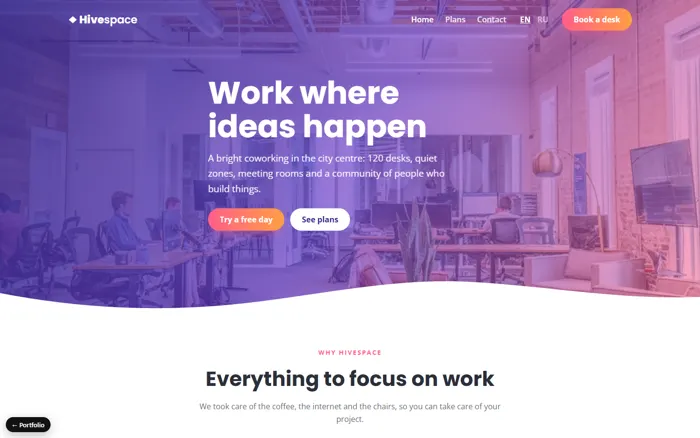 Hivespace
Home Plans Contact EN RU Book a desk
Work where
ideas happen
A bright coworking in the city centre: 120 desks, quiet
zones, meeting rooms and a community of people who
build things.
Try a free day See plans
WHY HIVESPACE
Everything to focus on work
We took care of the coffee, the internet and the chairs, so you can take care of your
project.
← Portfolio